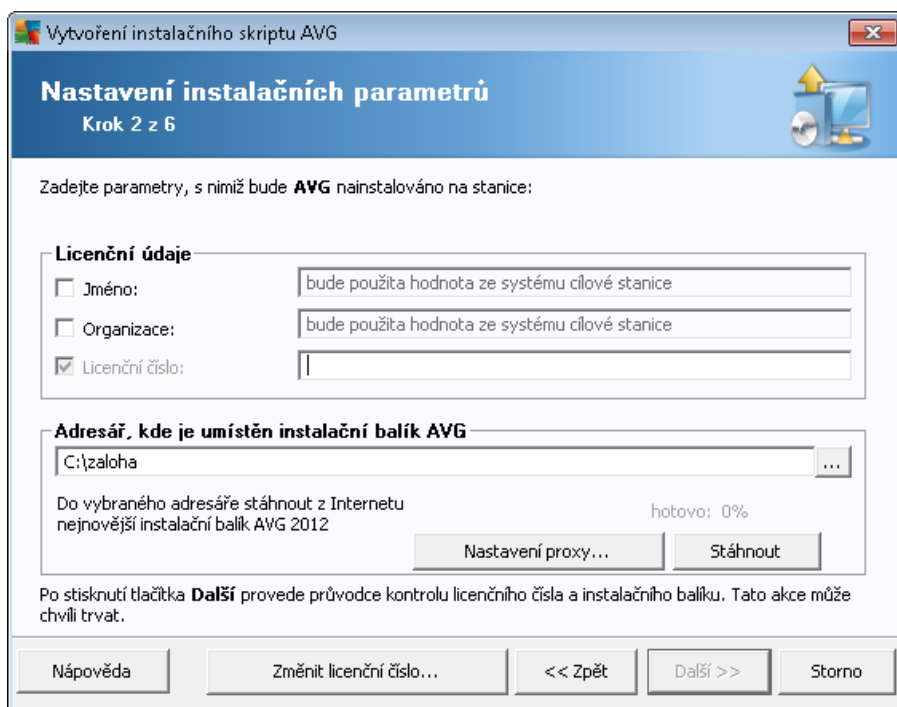 Vytvoření instalačního skriptu AVG
Nastavení instalačních parametrů
Krok 2 z 6
Zadejte parametry, s nimiž bude AVG nainstalováno na stanice:
Licenční údaje
Jméno:
bude použita hodnota ze systému cílové stanice
Organizace:
bude použita hodnota ze systému cílové stanice
Licenční číslo:
Adresář, kde je umístěn instalační balík AVG
C:\zaloha
...
Do vybraného adresáře stáhnout z Internetu
nejnovější instalační balík AVG 2012
hotovo: 0%
Nastavení proxy...
Stáhnout
Po stisknutí tlačítka Další provede průvodce kontrolu licenčního čísla a instalačního balíku. Tato akce může
chvíli trvat.
Nápověda
Změnit licenční číslo...
<< Zpět
Další >>
Storno